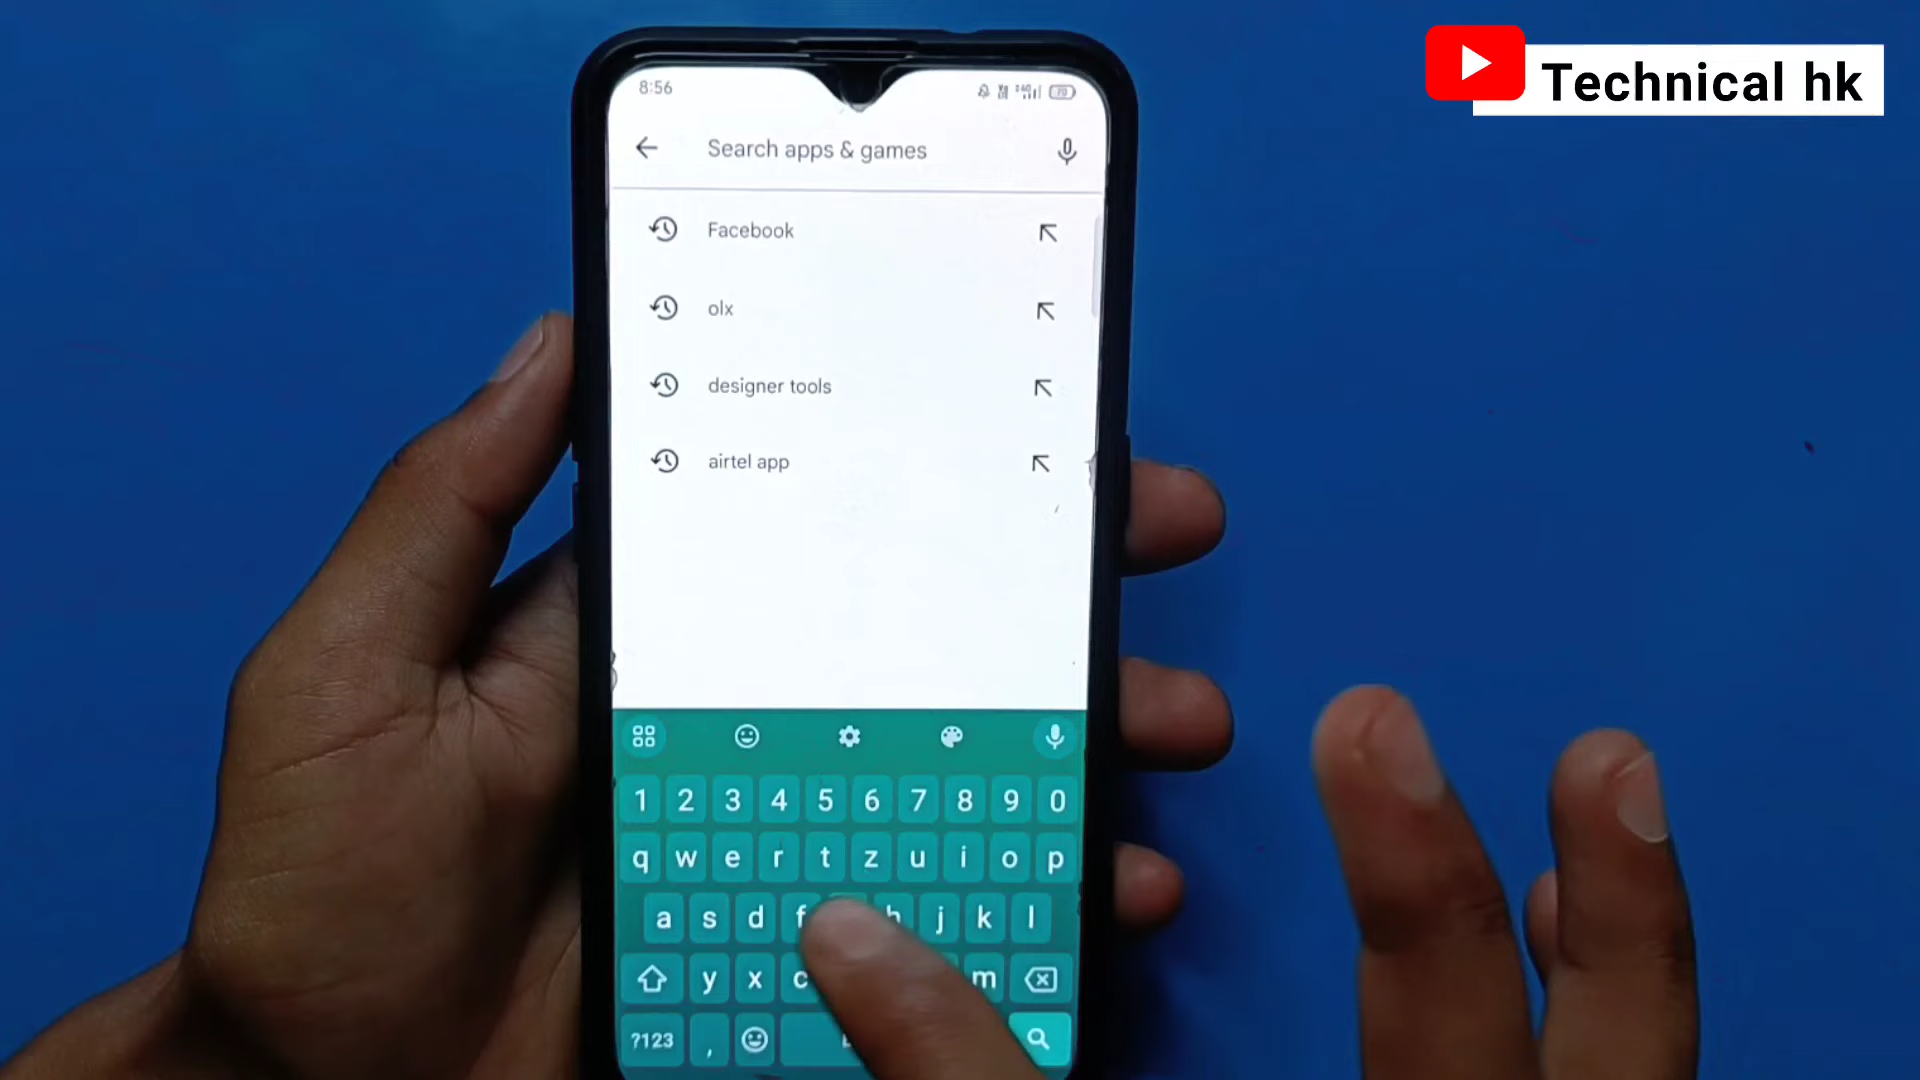 Technical hk
8:56
70
Search apps & games
Facebook
olx
designer tools
airtel app
1 2 3 4 5 6 7 8 9 0
q w e r t z u i o p
a s d f h j k l
y x c m
?123 ,